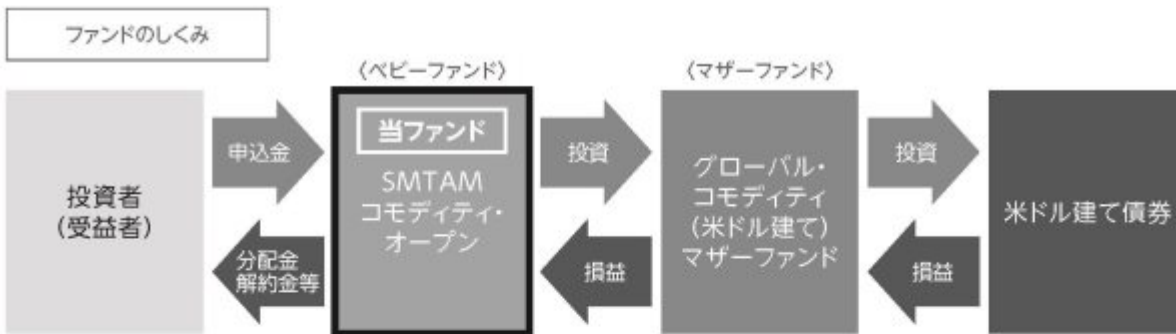 ファンドのしくみ
〈ベビーファンド〉
〈マザーファンド〉
投資者
(受益者)
申込金
分配金
解約金等
当ファンド
SMTAM
コモディティ・
オープン
投資
損益
グローバル・
コモディティ
(米ドル建て)
マザーファンド
投資
損益
米ドル建て債券